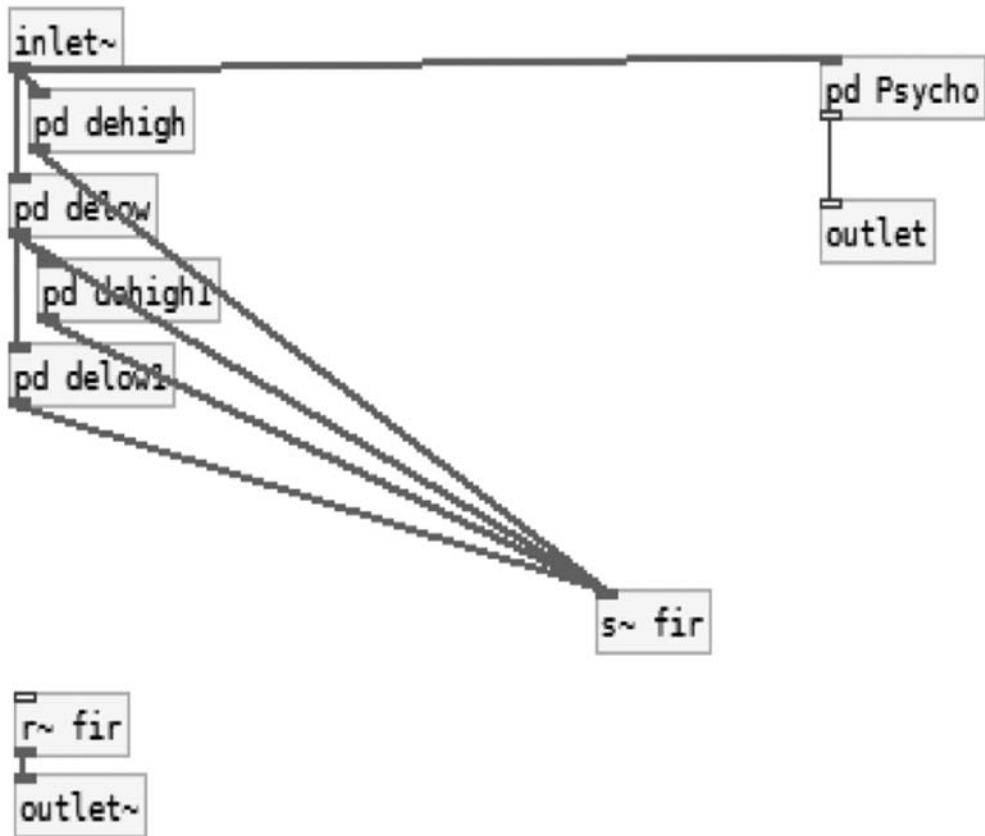 inlet~
pd Psycho
pd dehigh
pd delow
outlet
pd dehigh1
pd delow1
s~ fir
r~ fir
outlet~